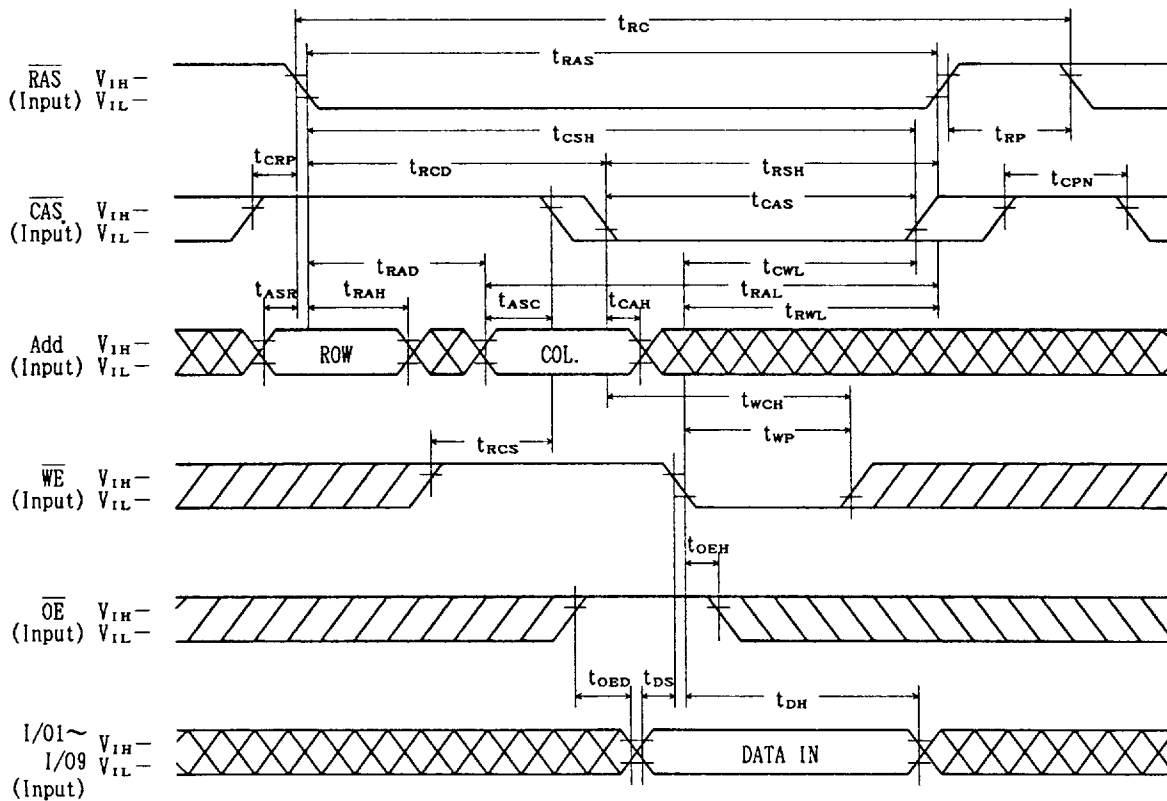 tRC
tRAS
RAS VIH
(Input) VIL
tCSH
tRP
tCRP
tRCD
tRSH
tCPN
tCAS
CAS VIH
(Input) VIL
tRAD
tCWL
tRAL
tASR
tRAH
tASC
tCAH
tRWL
Add VIH
(Input) VIL
ROW
COL.
tWCH
tWP
tRCS
WE VIH
(Input) VIL
tOEH
OE VIH
(Input) VIL
tOED
tDS
tDH
I/O1~
I/O9
VIH
VIL
(Input)
DATA IN